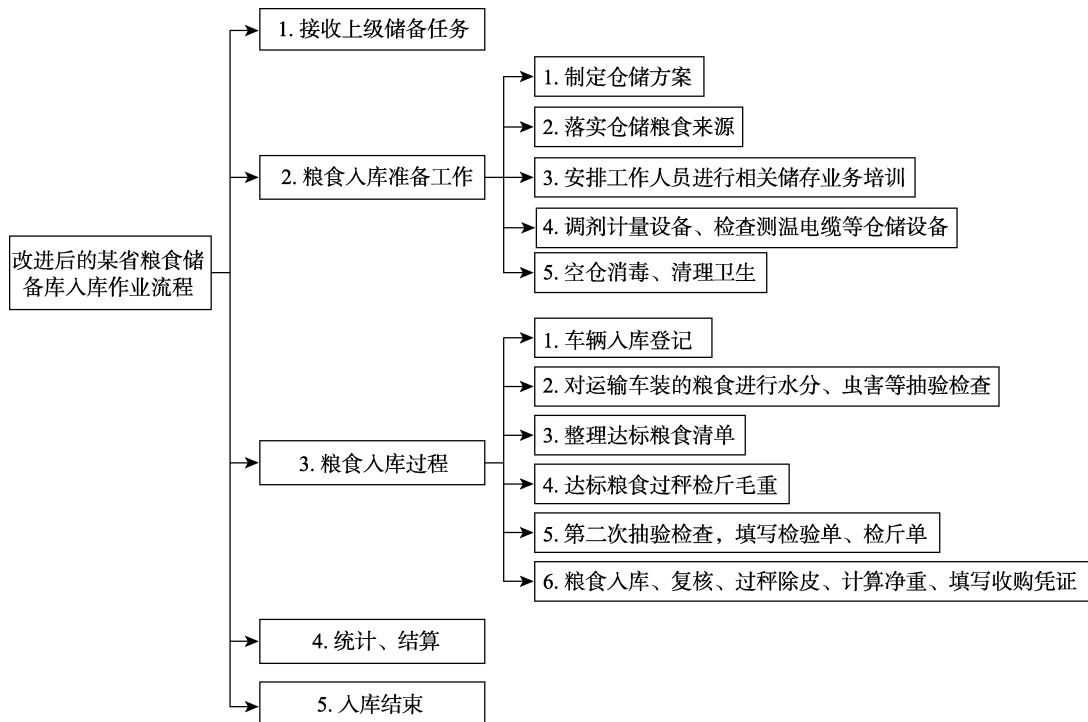 改进后的某省粮食储
备库入库作业流程
1. 接收上级储备任务
2. 粮食入库准备工作
1. 制定仓储方案
2. 落实仓储粮食来源
3. 安排工作人员进行相关储存业务培训
4. 调剂计量设备、检查测温电缆等仓储设备
5. 空仓消毒、清理卫生
3. 粮食入库过程
1. 车辆入库登记
2. 对运输车装的粮食进行水分、虫害等抽验检查
3. 整理达标粮食清单
4. 达标粮食过秤检斤毛重
5. 第二次抽验检查，填写检验单、检斤单
6. 粮食入库、复核、过秤除皮、计算净重、填写收购凭证
4. 统计、结算
5. 入库结束